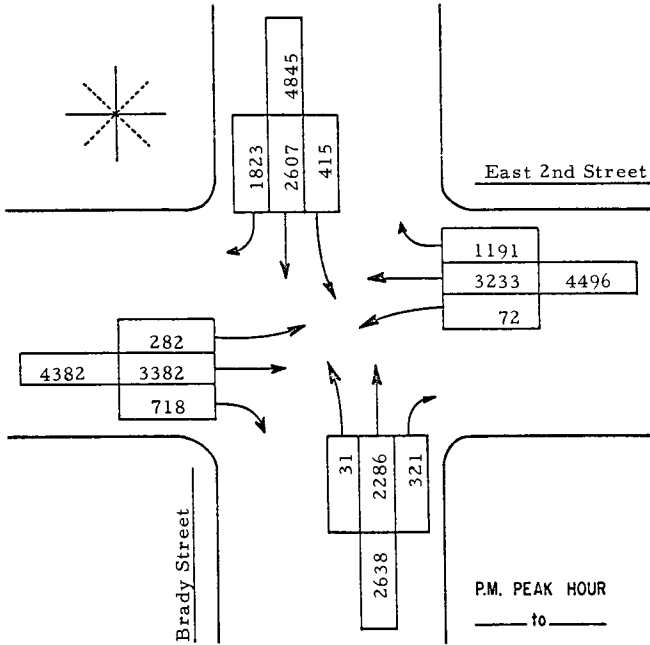 4845
1823 2607 415
East 2nd Street
1191
3233 4496
72
282
4382 3382
718
31 2286 321
2638
Brady Street
P.M. PEAK HOUR
to